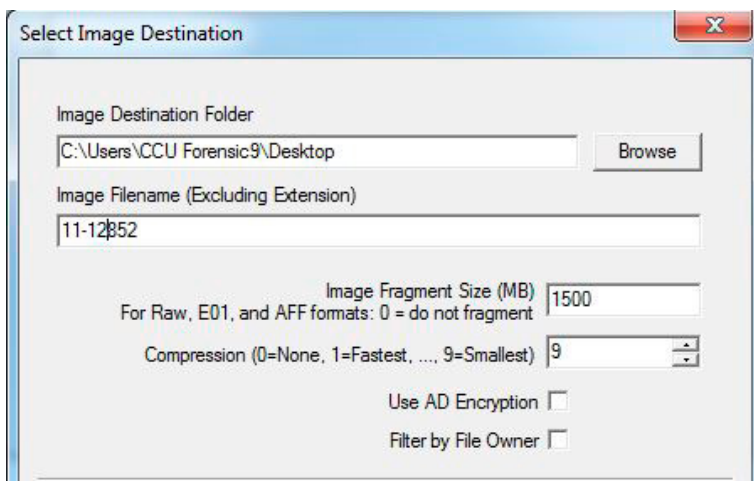 Select Image Destination
Image Destination Folder
C:\Users\CCU Forensic9\Desktop
Browse
Image Filename (Excluding Extension)
11-12852
Image Fragment Size (MB)
1500
For Raw, E01, and AFF formats: 0 = do not fragment
Compression (0=None, 1=Fastest, ..., 9=Smallest)
9
Use AD Encryption
Filter by File Owner